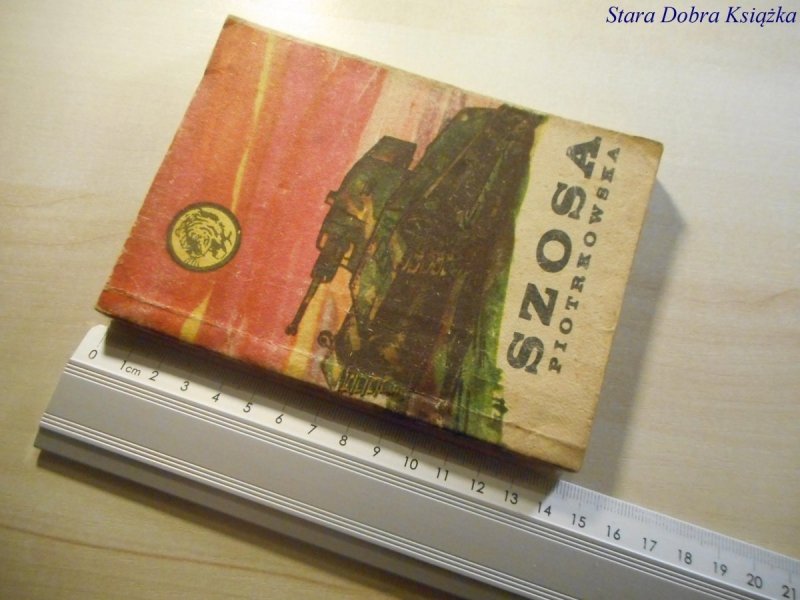 Stara Dobra Książka
SZOSA
PIOTRKOWSKA
0 1cm 2 3 4 5 6 7 8 9 10 11 12 13 14 15 16 17 18 19 20 21